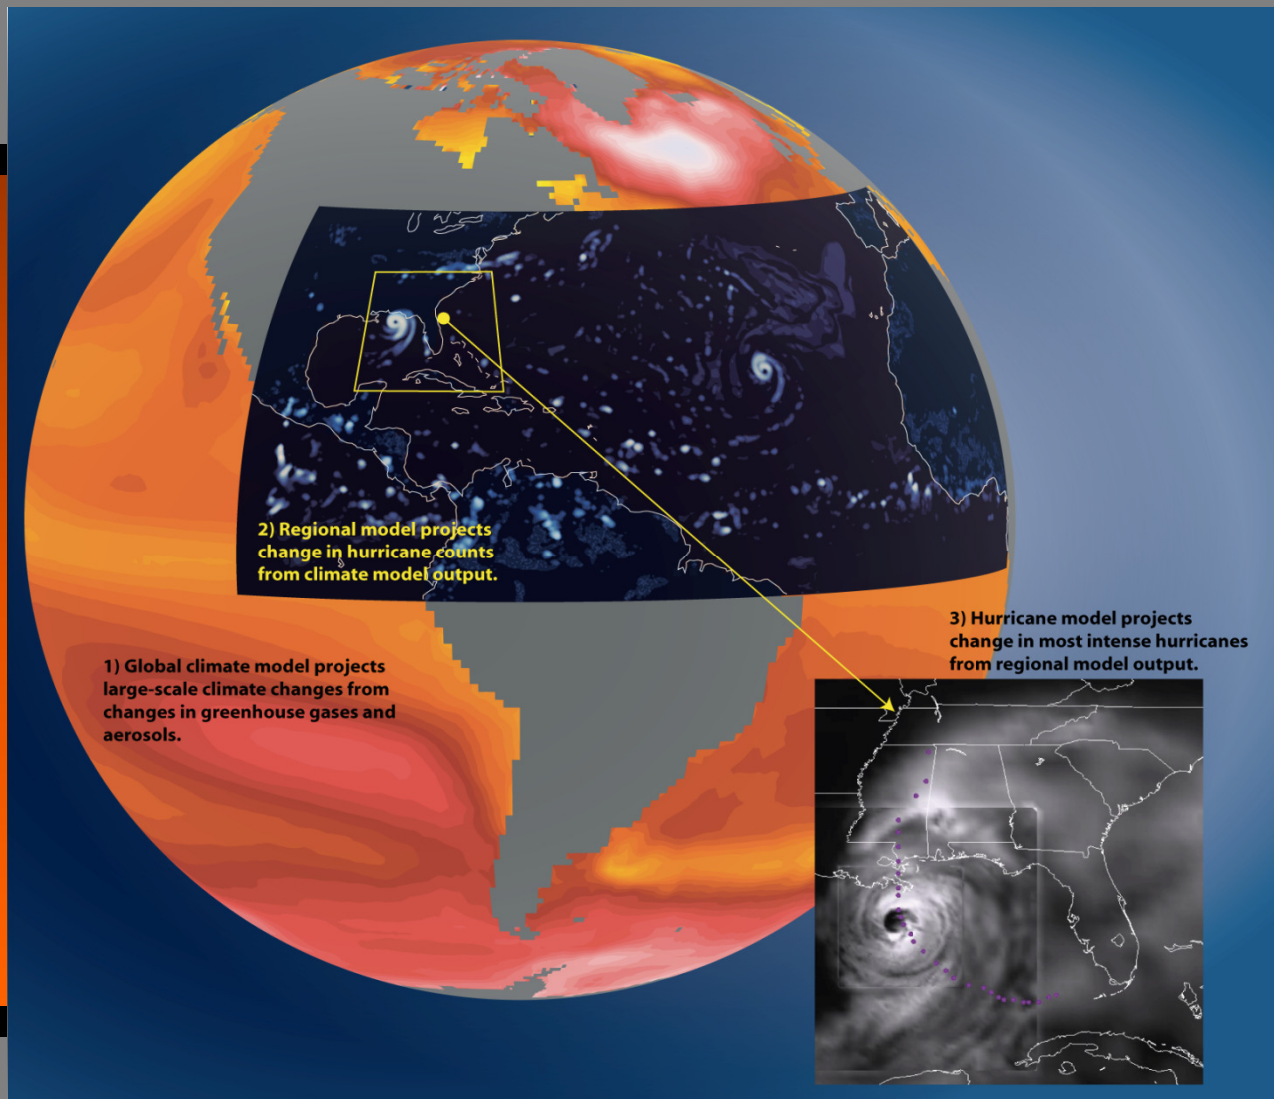 2) Regional model projects
change in hurricane counts
from climate model output.
1) Global climate model projects
large-scale climate changes from
changes in greenhouse gases and
aerosols.
3) Hurricane model projects
change in most intense hurricanes
from regional model output.